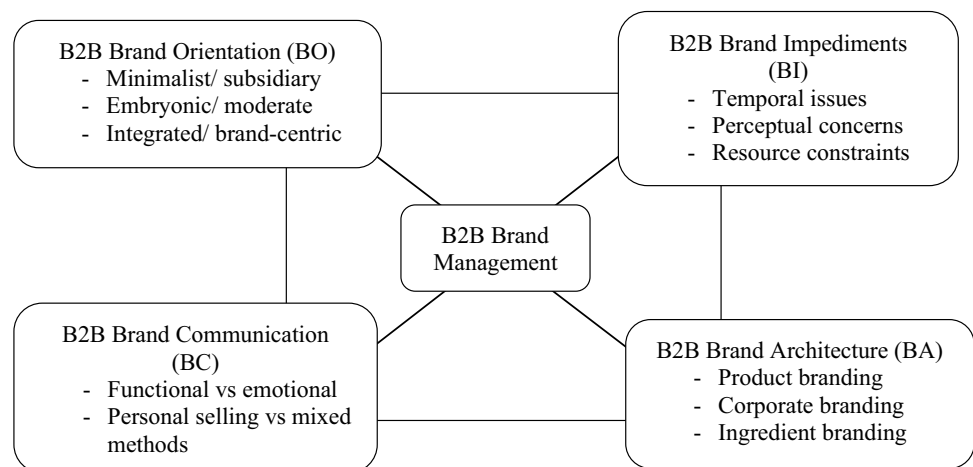 B2B Brand Orientation (BO)
- Minimalist/ subsidiary
- Embryonic/ moderate
- Integrated/ brand-centric
B2B Brand Impediments
(BI)
- Temporal issues
- Perceptual concerns
- Resource constraints
B2B Brand
Management
B2B Brand Communication
(BC)
- Functional vs emotional
- Personal selling vs mixed
methods
B2B Brand Architecture (BA)
- Product branding
- Corporate branding
- Ingredient branding